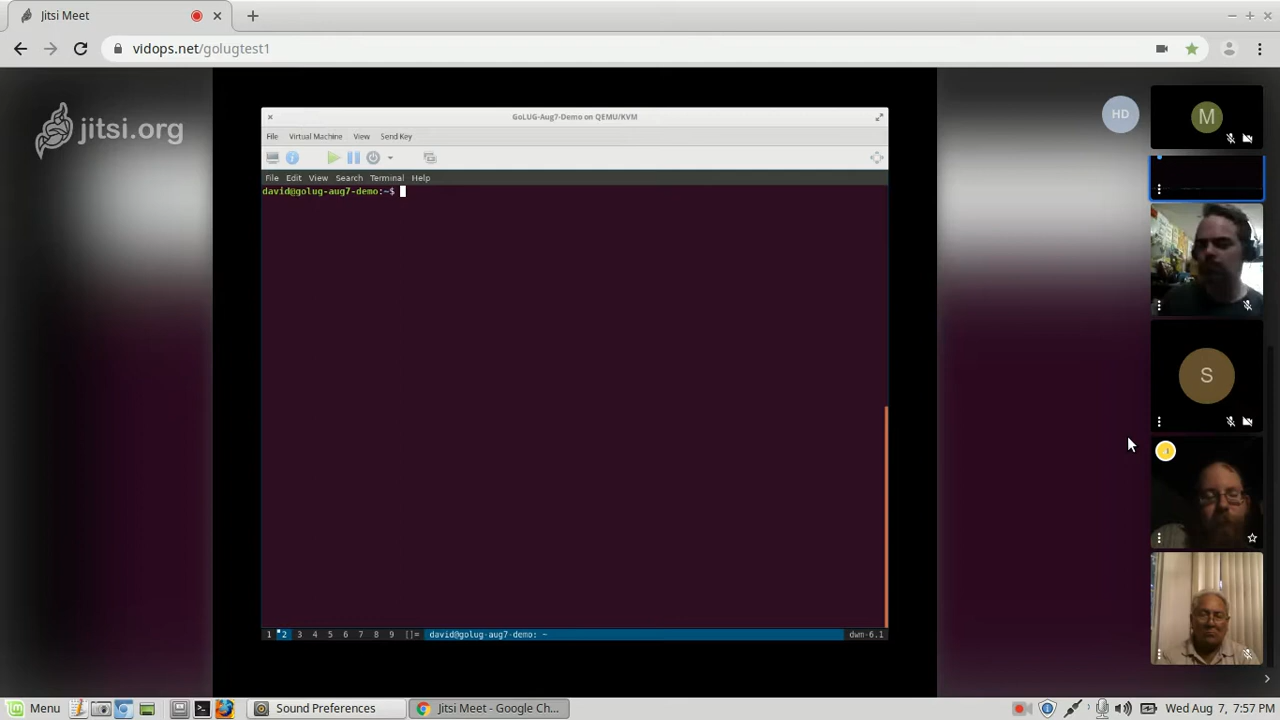 Jitsi Meet
vidops.net/golugtest1
jitsi.org
HD
M
GoLUG-Aug7-Demo on QEMU/KVM
File Virtual Machine View Send Key
File Edit View Search Terminal Help
david@golug-aug7-demo:~$
S
1 2 3 4 5 6 7 8 9 []= david@golug-aug7-demo: ~ dwm-6.1
Menu Sound Preferences Jitsi Meet - Google Ch... Wed Aug 7, 7:57 PM